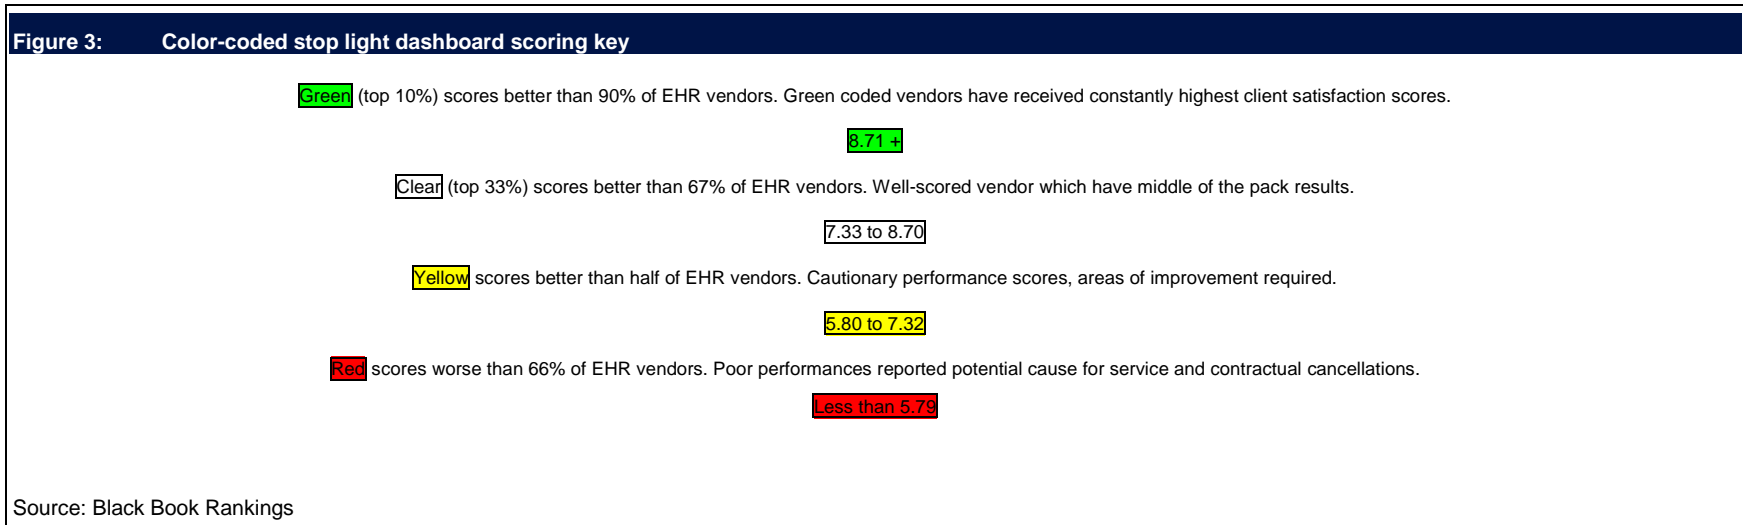 Figure 3: Color-coded stop light dashboard scoring key
Green (top 10%) scores better than 90% of EHR vendors. Green coded vendors have received constantly highest client satisfaction scores.
8.71 +
Clear (top 33%) scores better than 67% of EHR vendors. Well-scored vendor which have middle of the pack results.
7.33 to 8.70
Yellow scores better than half of EHR vendors. Cautionary performance scores, areas of improvement required.
5.80 to 7.32
Red scores worse than 66% of EHR vendors. Poor performances reported potential cause for service and contractual cancellations.
Less than 5.79
Source: Black Book Rankings